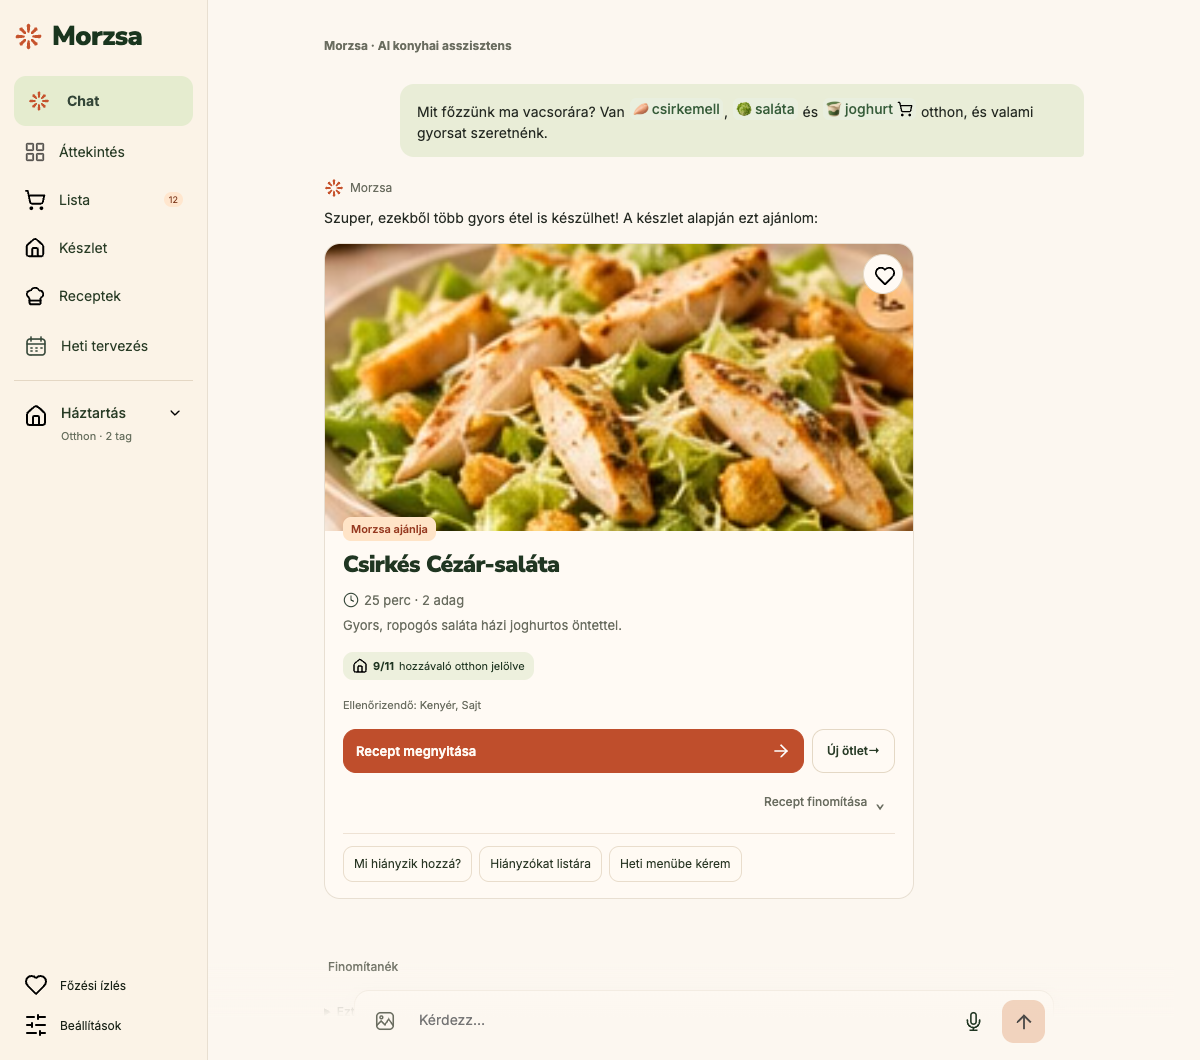 Morzsa
Chat
Áttekintés
Lista 12
Készlet
Receptek
Heti tervezés
Háztartás
Otthon · 2 tag
Főzési ízlés
Beállítások
Morzsa · AI konyhai asszisztens
Mit főzzünk ma vacsorára? Van csirkemell , saláta és joghurt otthon, és valami
gyorsat szeretnénk.
Morzsa
Szuper, ezekből több gyors étel is készülhet! A készlet alapján ezt ajánlom:
Morzsa ajánlja
Csirkés Cézár-saláta
25 perc · 2 adag
Gyors, ropogós saláta házi joghurtos öntettel.
9/11 hozzávaló otthon jelölve
Ellenőrizendő: Kenyér, Sajt
Recept megnyitása →
Új ötlet→
Recept finomítása
Mi hiányzik hozzá? Hiányzókat listára Heti menübe kérem
Finomítanék
Kérdezz...